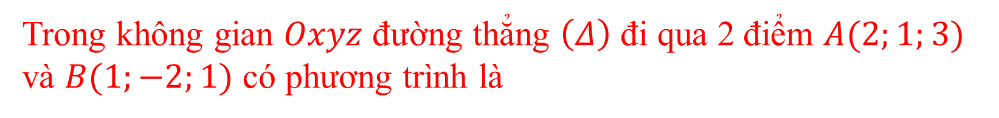 Trong không gian Oxyz đường thẳng (Δ) đi qua 2 điểm A(2; 1; 3)
và B(1; −2; 1) có phương trình là